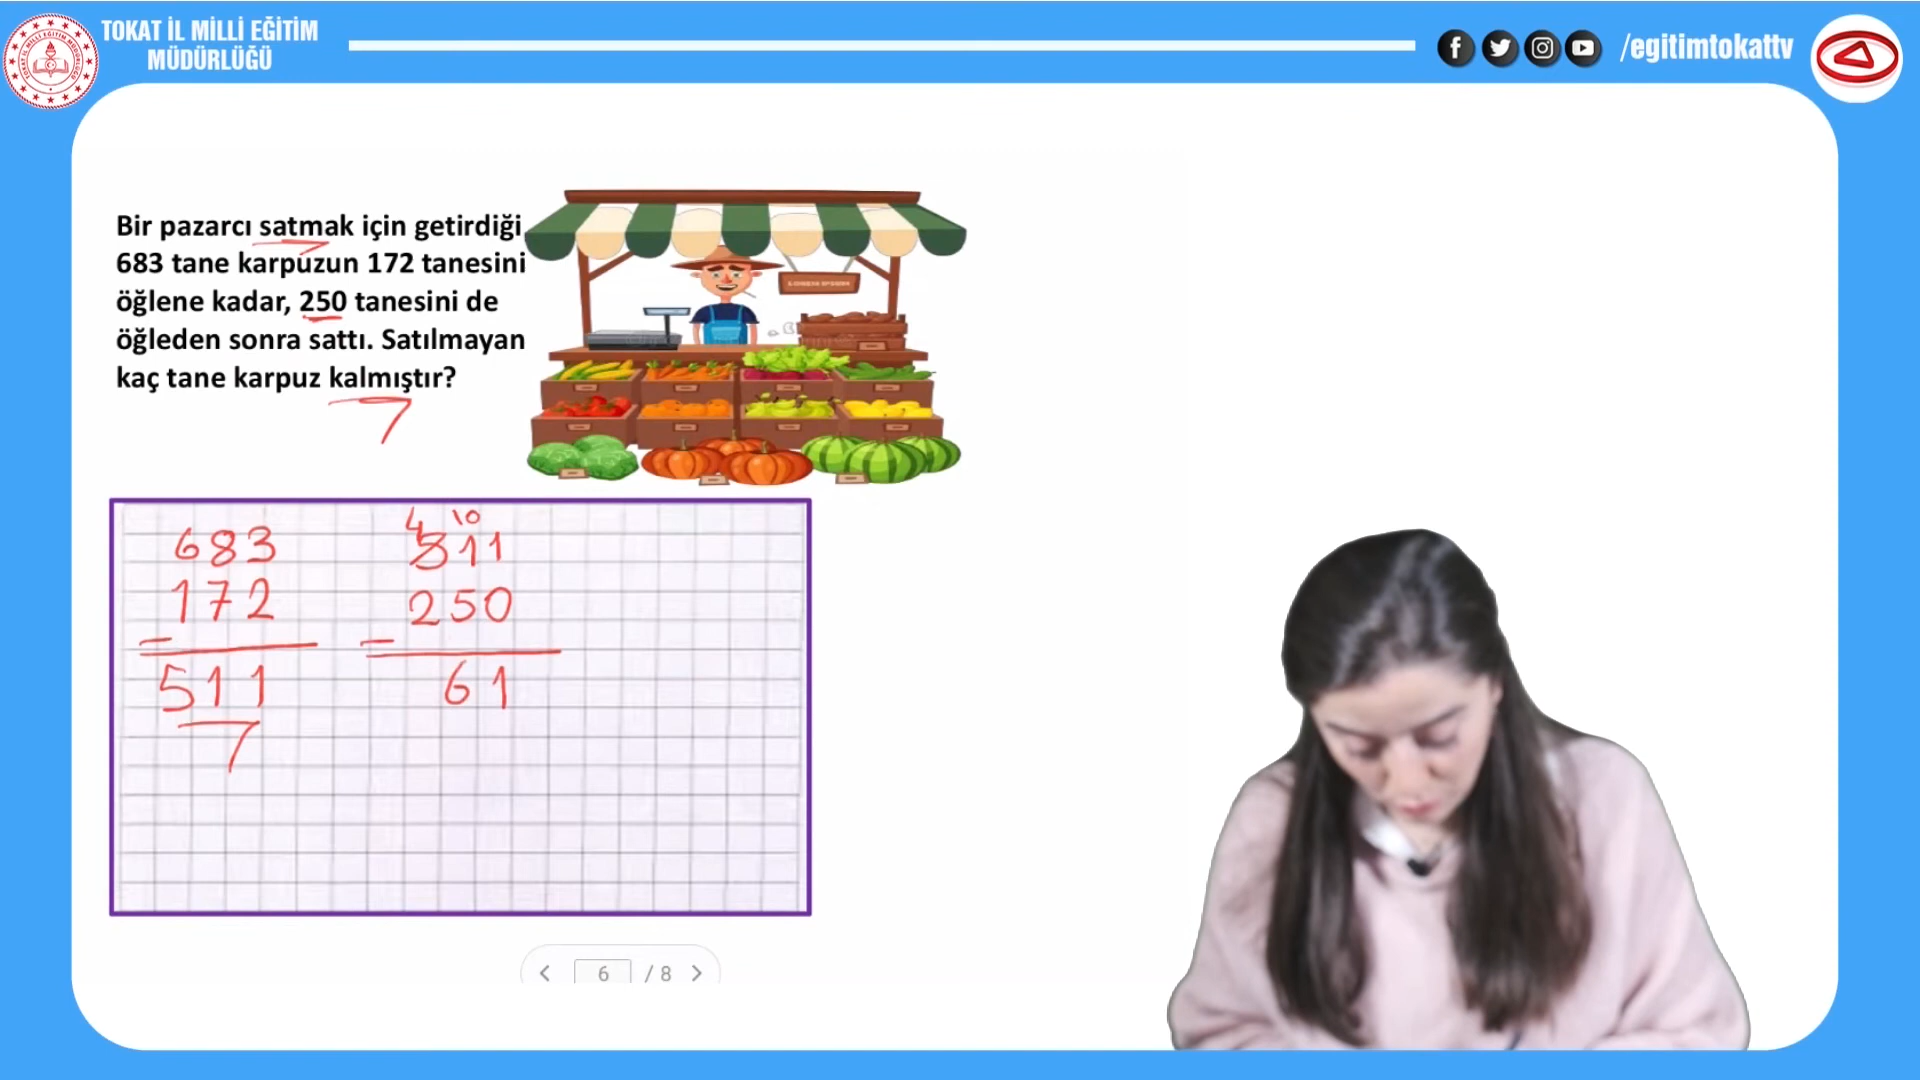 TOKAT İL MİLLİ EĞİTİM
MÜDÜRLÜĞÜ
/egitimtokattv
Bir pazarcı satmak için getirdiği
683 tane karpuzun 172 tanesini
öğlene kadar, 250 tanesini de
öğleden sonra sattı. Satılmayan
kaç tane karpuz kalmıştır?
683
172
511
4 10
511
250
61
6 / 8